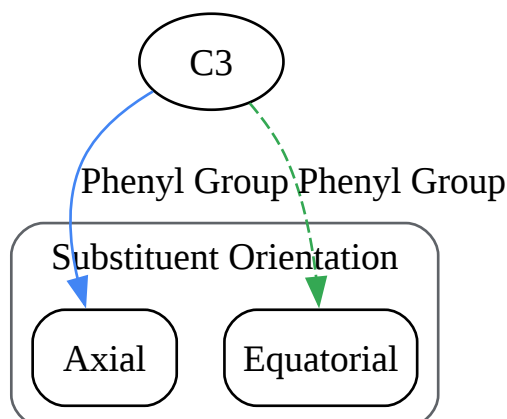 C3
Phenyl Group Phenyl Group
Substituent Orientation
Axial
Equatorial